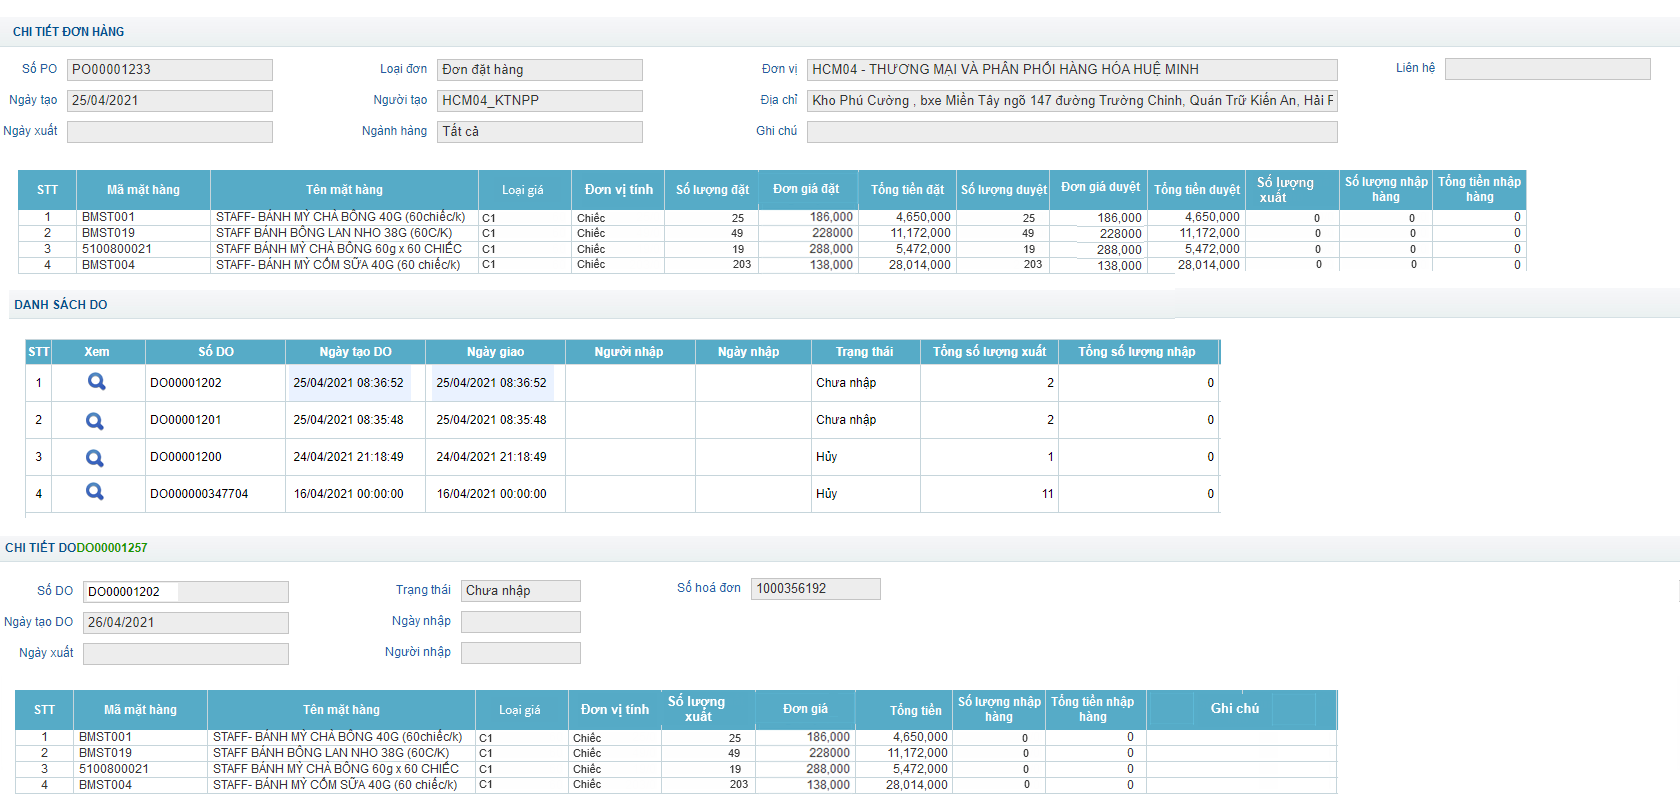 CHI TIẾT ĐƠN HÀNG
Số PO PO00001233 Loại đơn Đơn đặt hàng Đơn vị HCM04 - THƯƠNG MẠI VÀ PHÂN PHỐI HÀNG HÓA HUỆ MINH Liên hệ
Ngày tạo 25/04/2021 Người tạo HCM04_KTNPP Địa chỉ Kho Phú Cường , bxe Miền Tây ngõ 147 đường Trường Chinh, Quán Trữ Kiến An, Hải F
Ngày xuất Ngành hàng Tất cả Ghi chú
STT Mã mặt hàng Tên mặt hàng Loại giá Đơn vị tính Số lượng đặt Đơn giá đặt Tổng tiền đặt Số lượng duyệt Đơn giá duyệt Tổng tiền duyệt Số lượng xuất Số lượng nhập hàng Tổng tiền nhập hàng
1 BMST001 STAFF- BÁNH MỲ CHÀ BÔNG 40G (60chiếc/k) C1 Chiếc 25 186,000 4,650,000 25 186,000 4,650,000 0 0 0
2 BMST019 STAFF BÁNH BÔNG LAN NHO 38G (60C/K) C1 Chiếc 49 228000 11,172,000 49 228000 11,172,000 0 0 0
3 5100800021 STAFF BÁNH MỲ CHÀ BÔNG 60g x 60 CHIẾC C1 Chiếc 19 288,000 5,472,000 19 288,000 5,472,000 0 0 0
4 BMST004 STAFF- BÁNH MỲ CỐM SỮA 40G (60 chiếc/k) C1 Chiếc 203 138,000 28,014,000 203 138,000 28,014,000 0 0 0
DANH SÁCH DO
STT Xem Số DO Ngày tạo DO Ngày giao Người nhập Ngày nhập Trạng thái Tổng số lượng xuất Tổng số lượng nhập
1 DO00001202 25/04/2021 08:36:52 25/04/2021 08:36:52 Chưa nhập 2 0
2 DO00001201 25/04/2021 08:35:48 25/04/2021 08:35:48 Chưa nhập 2 0
3 DO00001200 24/04/2021 21:18:49 24/04/2021 21:18:49 Hủy 1 0
4 DO000000347704 16/04/2021 00:00:00 16/04/2021 00:00:00 Hủy 11 0
CHI TIẾT DODO00001257
Số DO DO00001202 Trạng thái Chưa nhập Số hoá đơn 1000356192
Ngày tạo DO 26/04/2021 Ngày nhập
Ngày xuất Người nhập
STT Mã mặt hàng Tên mặt hàng Loại giá Đơn vị tính Số lượng xuất Đơn giá Tổng tiền Số lượng nhập hàng Tổng tiền nhập hàng Ghi chú
1 BMST001 STAFF- BÁNH MỲ CHÀ BÔNG 40G (60chiếc/k) C1 Chiếc 25 186,000 4,650,000 0 0
2 BMST019 STAFF BÁNH BÔNG LAN NHO 38G (60C/K) C1 Chiếc 49 228000 11,172,000 0 0
3 5100800021 STAFF BÁNH MỲ CHÀ BÔNG 60g x 60 CHIẾC C1 Chiếc 19 288,000 5,472,000 0 0
4 BMST004 STAFF- BÁNH MỲ CỐM SỮA 40G (60 chiếc/k) C1 Chiếc 203 138,000 28,014,000 0 0